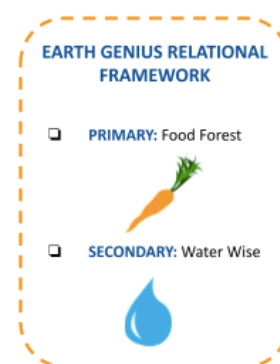 EARTH GENIUS RELATIONAL
FRAMEWORK
PRIMARY: Food Forest
SECONDARY: Water Wise